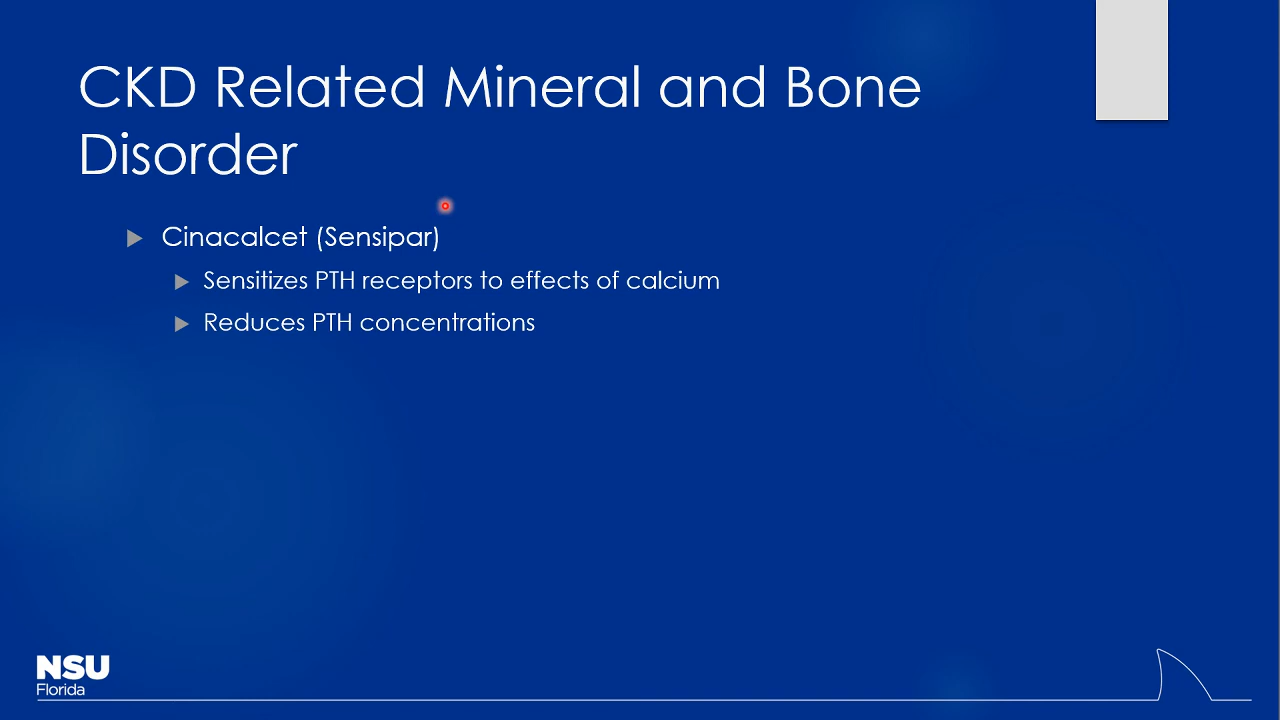 CKD Related Mineral and Bone
Disorder
Cinacalcet (Sensipar)
Sensitizes PTH receptors to effects of calcium
Reduces PTH concentrations
NSU
Florida